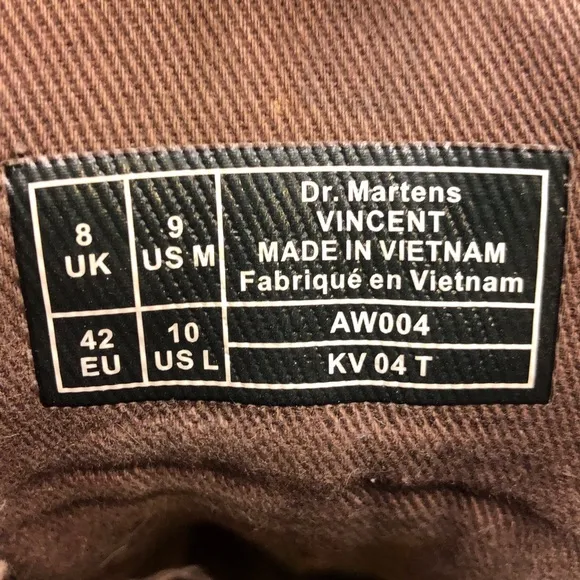 8
UK
9
US M
Dr. Martens
VINCENT
MADE IN VIETNAM
Fabriqué en Vietnam
42
EU
10
US L
AW004
KV 04 T